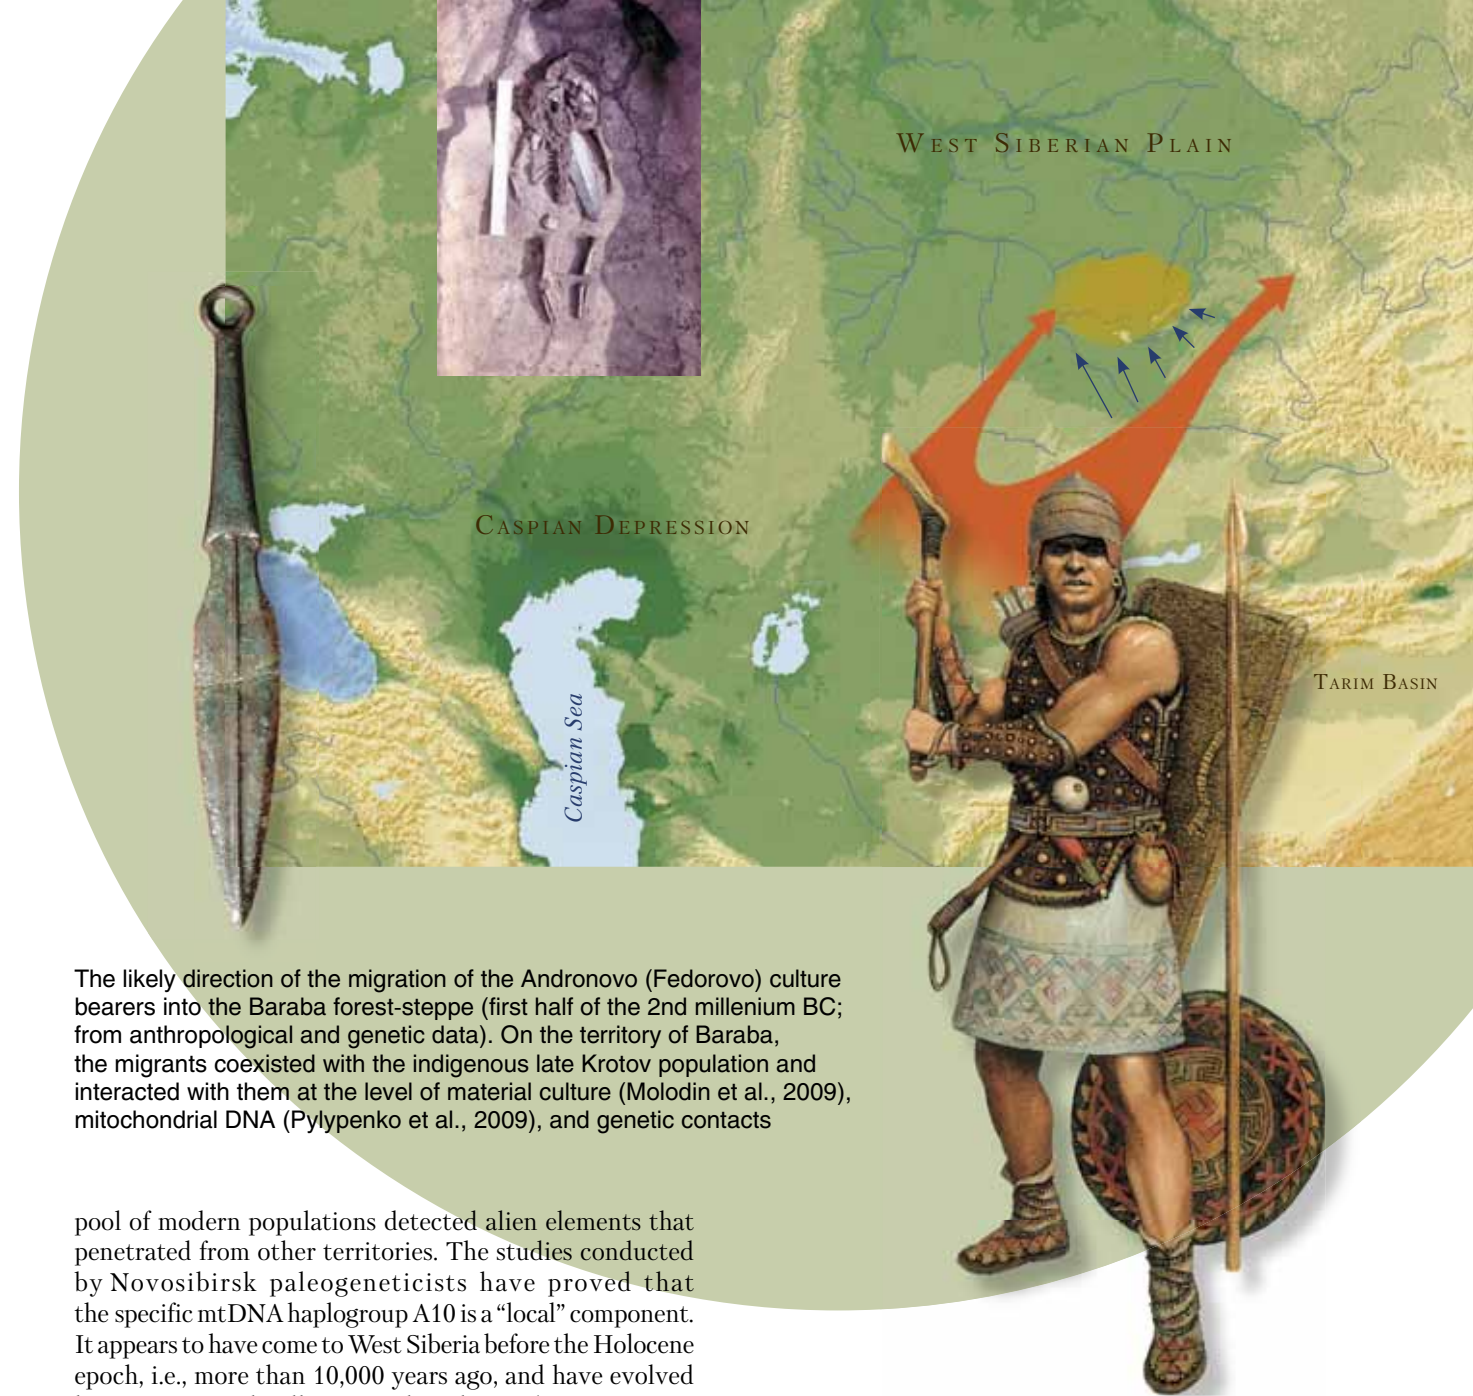 WEST SIBERIAN PLAIN
CASPIAN DEPRESSION
TARIM BASIN
Caspian Sea
The likely direction of the migration of the Andronovo (Fedorovo) culture
bearers into the Baraba forest-steppe (first half of the 2nd millenium BC;
from anthropological and genetic data). On the territory of Baraba,
the migrants coexisted with the indigenous late Krotov population and
interacted with them at the level of material culture (Molodin et al., 2009),
mitochondrial DNA (Pylypenko et al., 2009), and genetic contacts
pool of modern populations detected alien elements that
penetrated from other territories. The studies conducted
by Novosibirsk paleogeneticists have proved that
the specific mtDNA haplogroup A10 is a “local” component.
It appears to have come to West Siberia before the Holocene
epoch, i.e., more than 10,000 years ago, and have evolved